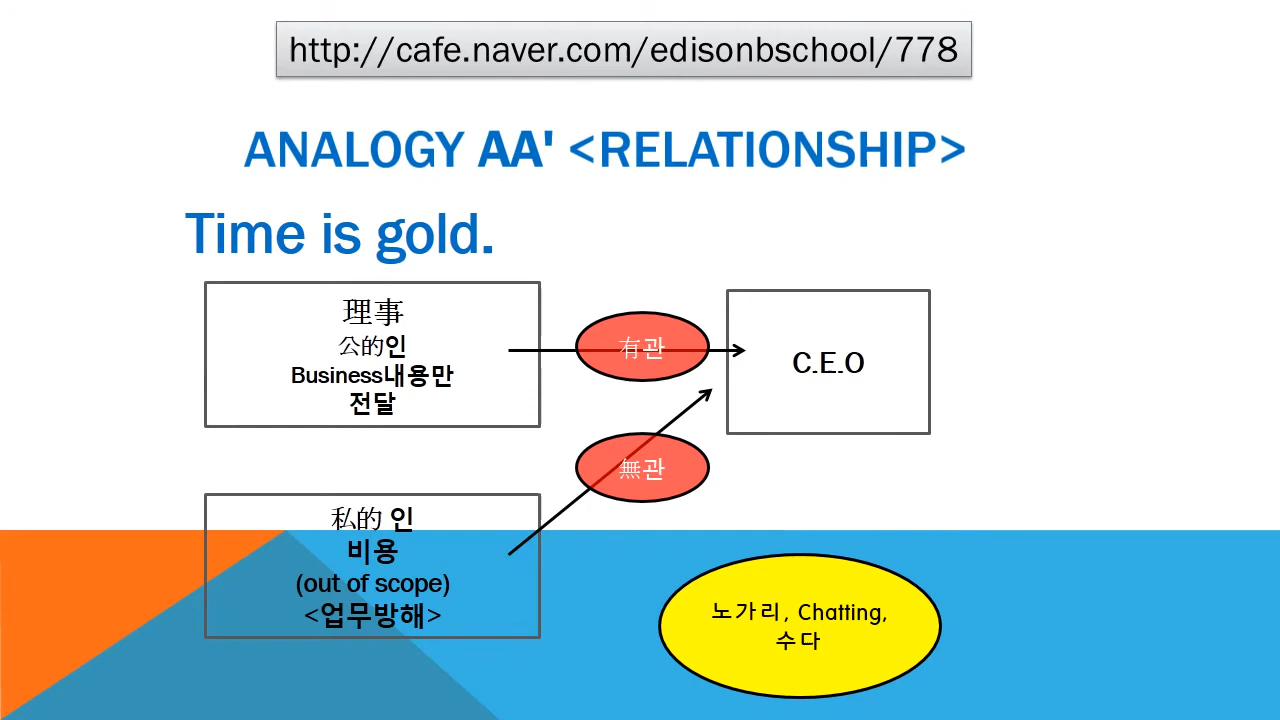 http://cafe.naver.com/edisonbschool/778
ANALOGY AA' <RELATIONSHIP>
Time is gold.
理事
公的인
Business내용만
전달
有관
C.E.O
無관
私的 인
비용
(out of scope)
<업무방해>
노가리, Chatting,
수다